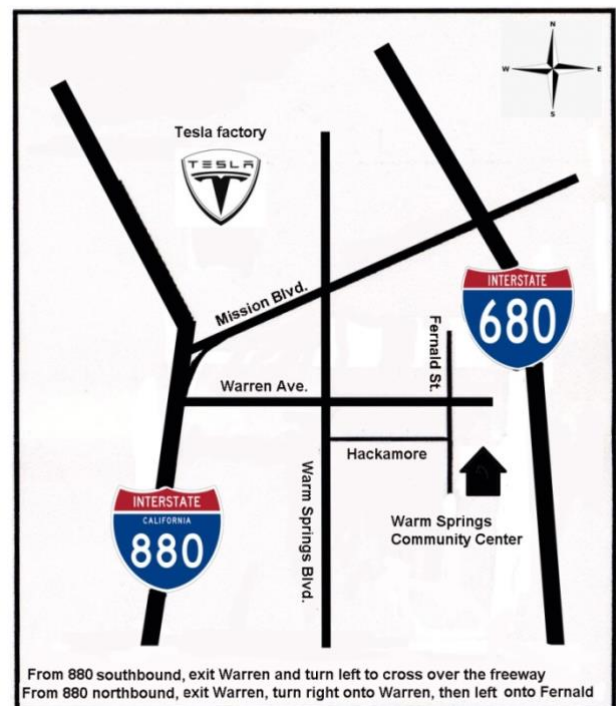 N
W
E
S
Tesla factory
TESLA
Mission Blvd.
INTERSTATE
680
Fernald St.
Warren Ave.
Hackamore
Warm Springs Blvd.
INTERSTATE
CALIFORNIA
880
Warm Springs
Community Center
From 880 southbound, exit Warren and turn left to cross over the freeway
From 880 northbound, exit Warren, turn right onto Warren, then left onto Fernald